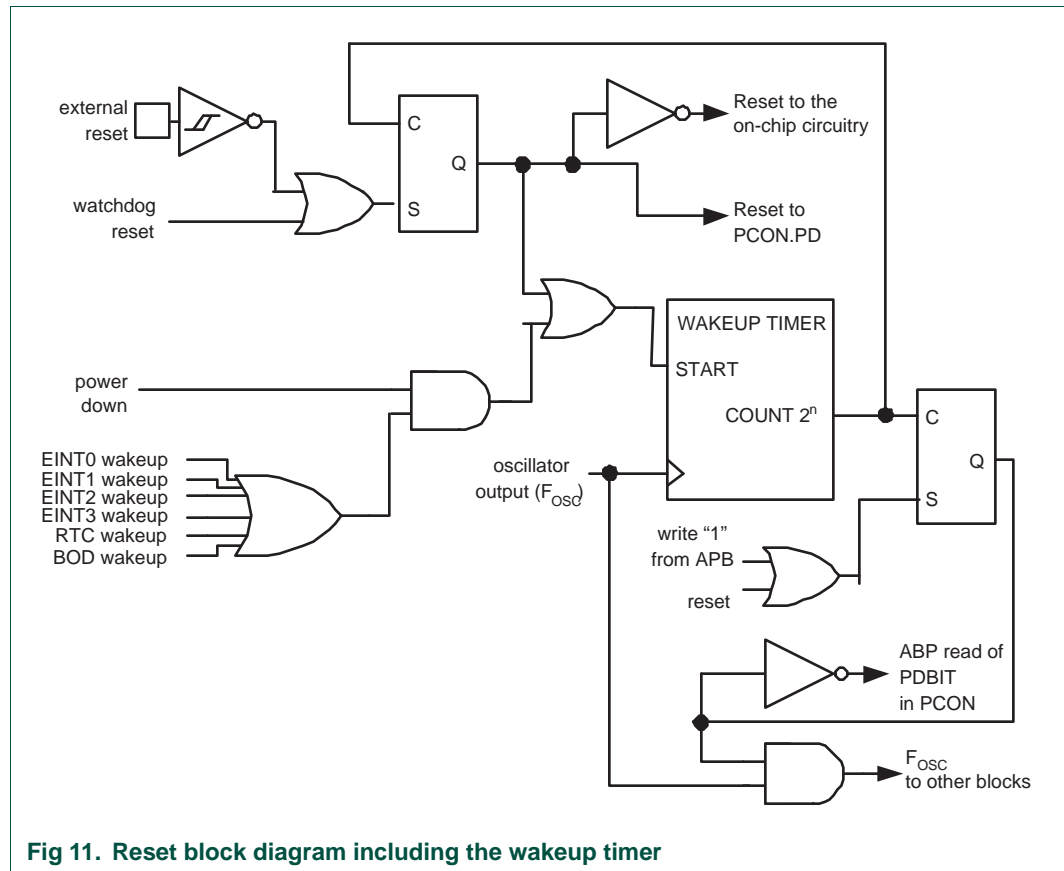 external
reset
watchdog
reset
C
Q
S
Reset to the
on-chip circuitry
Reset to
PCON.PD
WAKEUP TIMER
START
COUNT 2ⁿ
power
down
EINT0 wakeup
EINT1 wakeup
EINT2 wakeup
EINT3 wakeup
RTC wakeup
BOD wakeup
oscillator
output (F_OSC)
C
Q
S
write “1”
from APB
reset
ABP read of
PDBIT
in PCON
F_OSC
to other blocks
Fig 11. Reset block diagram including the wakeup timer